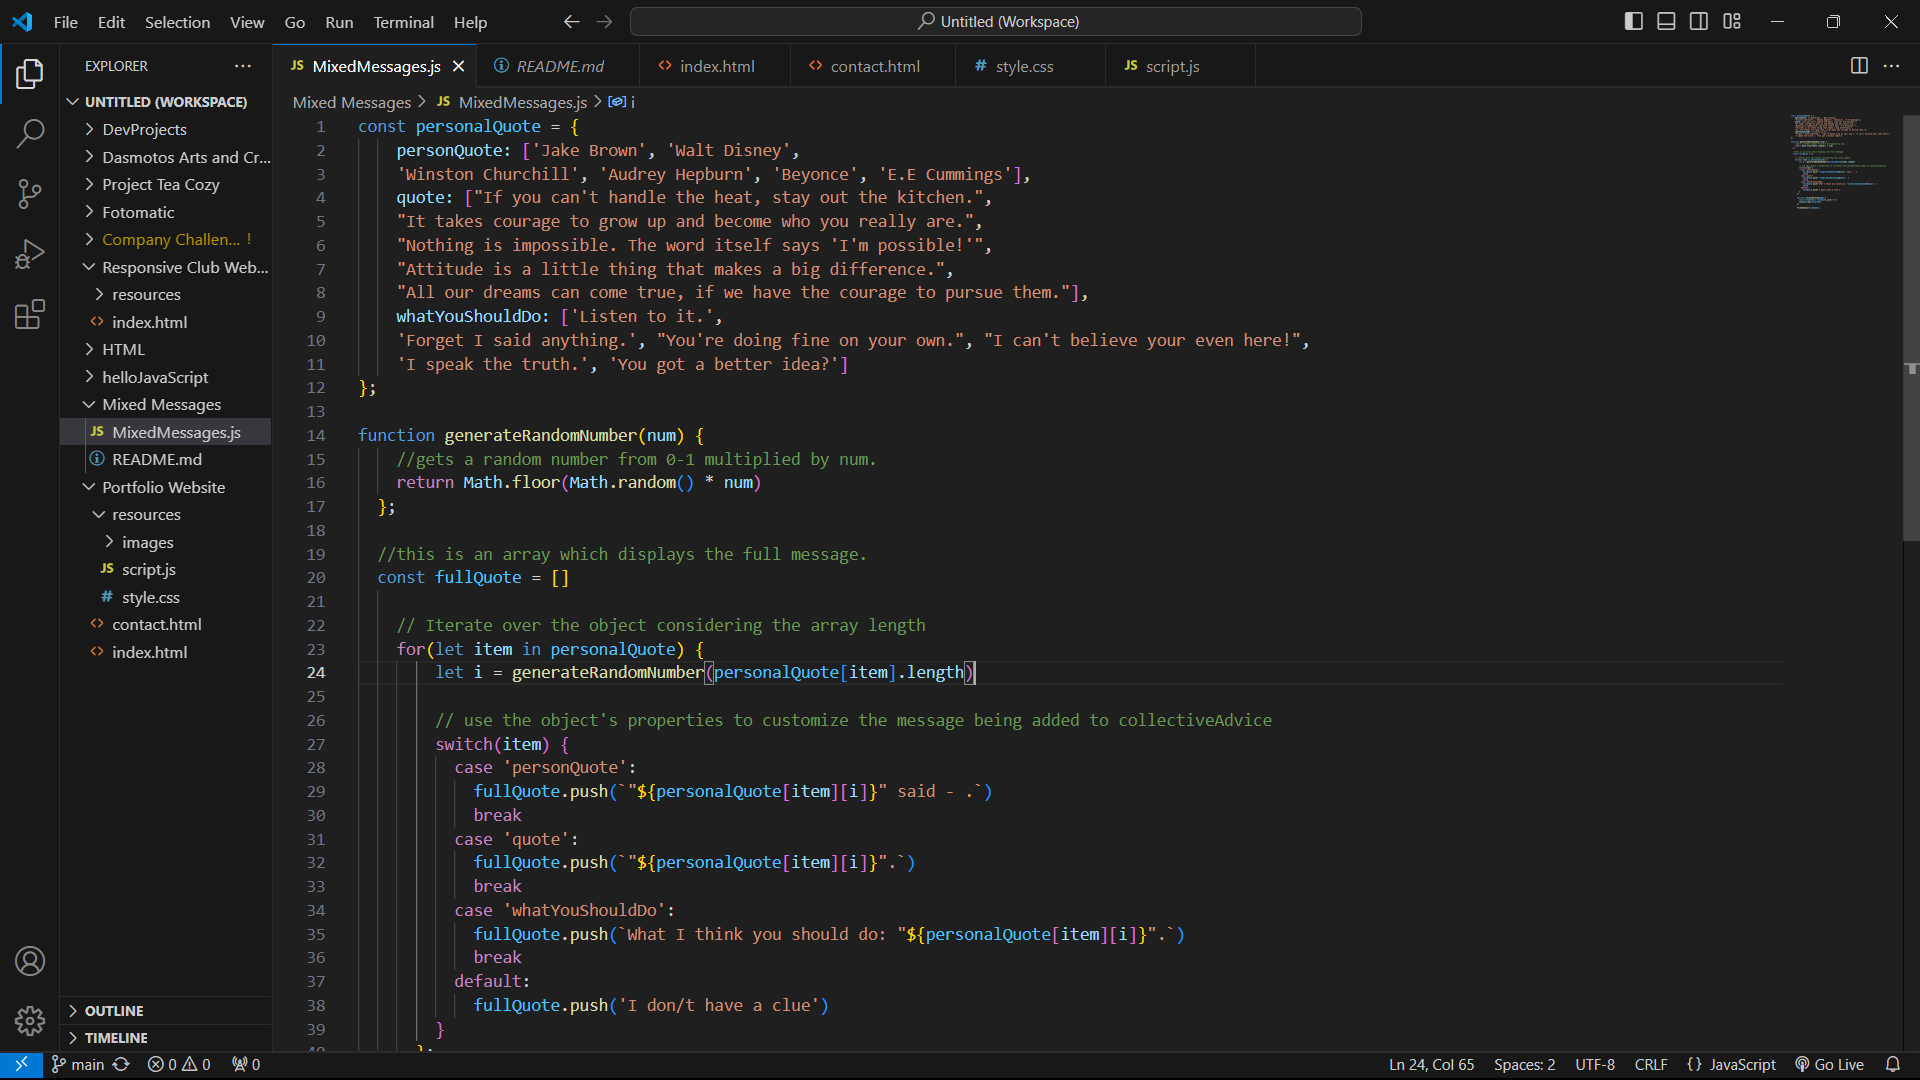 File Edit Selection View Go Run Terminal Help
Untitled (Workspace)
EXPLORER
UNTITLED (WORKSPACE)
DevProjects
Dasmotos Arts and Cr...
Project Tea Cozy
Fotomatic
Company Challen... !
Responsive Club Web...
resources
index.html
HTML
helloJavaScript
Mixed Messages
JS MixedMessages.js
README.md
Portfolio Website
resources
images
JS script.js
# style.css
contact.html
index.html
OUTLINE
TIMELINE
JS MixedMessages.js README.md index.html contact.html # style.css JS script.js
Mixed Messages > JS MixedMessages.js > i
1 const personalQuote = {
2 personQuote: ['Jake Brown', 'Walt Disney',
3 'Winston Churchill', 'Audrey Hepburn', 'Beyonce', 'E.E Cummings'],
4 quote: ["If you can't handle the heat, stay out the kitchen.",
5 "It takes courage to grow up and become who you really are.",
6 "Nothing is impossible. The word itself says 'I'm possible!'",
7 "Attitude is a little thing that makes a big difference.",
8 "All our dreams can come true, if we have the courage to pursue them."],
9 whatYouShouldDo: ['Listen to it.',
10 'Forget I said anything.', "You're doing fine on your own.", "I can't believe your even here!",
11 'I speak the truth.', 'You got a better idea?']
12 };
13
14 function generateRandomNumber(num) {
15 //gets a random number from 0-1 multiplied by num.
16 return Math.floor(Math.random() * num)
17 };
18
19 //this is an array which displays the full message.
20 const fullQuote = []
21
22 // Iterate over the object considering the array length
23 for(let item in personalQuote) {
24 let i = generateRandomNumber(personalQuote[item].length)
25
26 // use the object's properties to customize the message being added to collectiveAdvice
27 switch(item) {
28 case 'personQuote':
29 fullQuote.push(`"${personalQuote[item][i]}" said - .`)
30 break
31 case 'quote':
32 fullQuote.push(`"${personalQuote[item][i]}".`)
33 break
34 case 'whatYouShouldDo':
35 fullQuote.push(`What I think you should do: "${personalQuote[item][i]}".`)
36 break
37 default:
38 fullQuote.push('I don/t have a clue')
39 }
main 0 0 0
Ln 24, Col 65 Spaces: 2 UTF-8 CRLF {} JavaScript Go Live